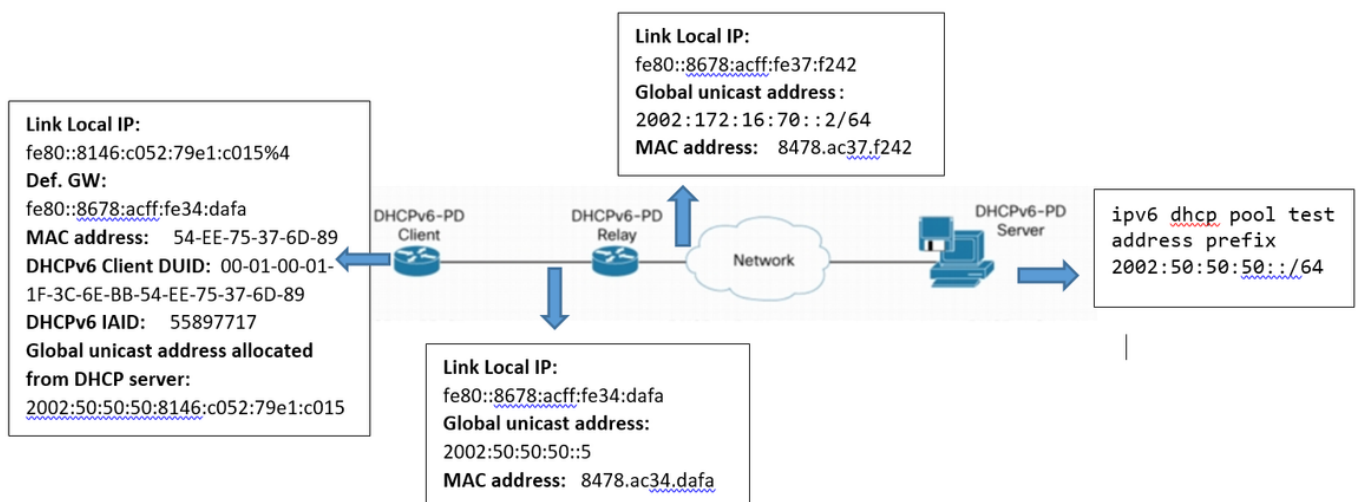 Link Local IP:
fe80::8678:acff:fe37:f242
Global unicast address:
2002:172:16:70::2/64
MAC address: 8478.ac37.f242
Link Local IP:
fe80::8146:c052:79e1:c015%4
Def. GW:
fe80::8678:acff:fe34:dafa
MAC address: 54-EE-75-37-6D-89
DHCPv6 Client DUID: 00-01-00-01-
1F-3C-6E-BB-54-EE-75-37-6D-89
DHCPv6 IAID: 55897717
Global unicast address allocated
from DHCP server:
2002:50:50:50:8146:c052:79e1:c015
DHCPv6-PD
Client
DHCPv6-PD
Relay
Network
DHCPv6-PD
Server
ipv6 dhcp pool test
address prefix
2002:50:50:50::/64
Link Local IP:
fe80::8678:acff:fe34:dafa
Global unicast address:
2002:50:50:50::5
MAC address: 8478.ac34.dafa